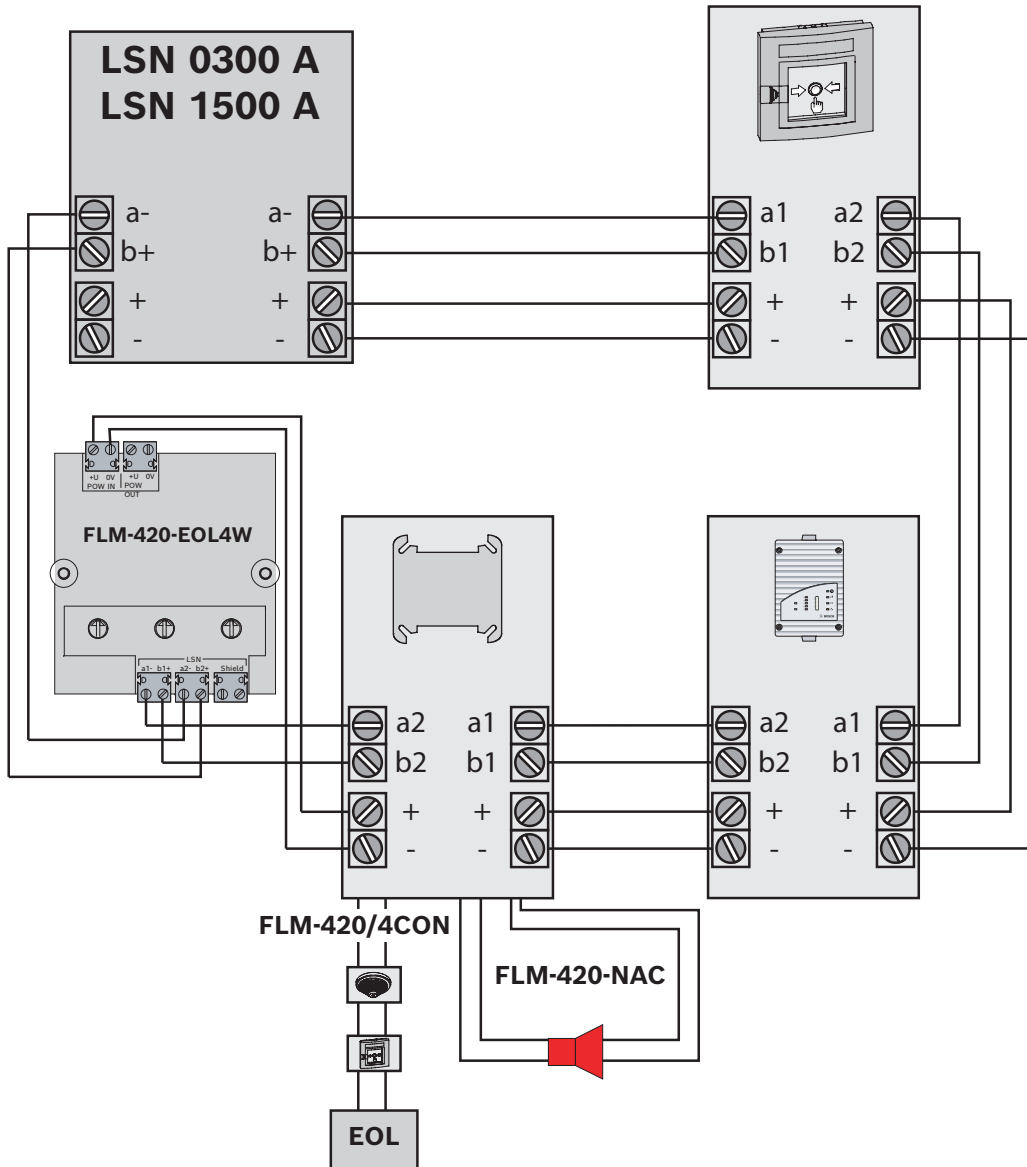 LSN 0300 A
LSN 1500 A
a- a-
b+ b+
+ +
- -
a1 a2
b1 b2
+ +
- -
+U 0V +U 0V
POW IN POW
OUT
FLM-420-EOL4W
LSN
a1- b1+ a2- b2+ Shield
a2 a1
b2 b1
+ +
- -
a2 a1
b2 b1
+ +
- -
FLM-420/4CON
FLM-420-NAC
EOL